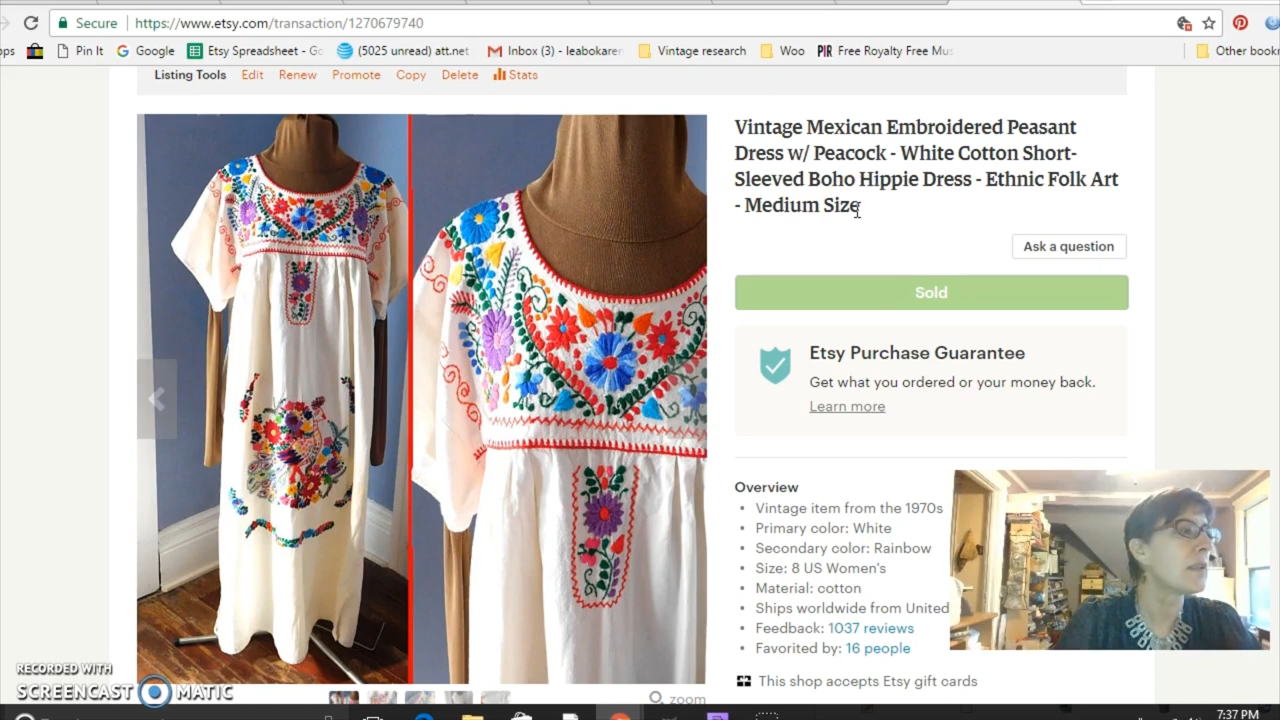 Secure https://www.etsy.com/transaction/1270679740
Pin It Google Etsy Spreadsheet - Go (5025 unread) att.net Inbox (3) - leabokaren Vintage research Woo PIR Free Royalty Free Mus Other bookm
Listing Tools Edit Renew Promote Copy Delete Stats
Vintage Mexican Embroidered Peasant
Dress w/ Peacock - White Cotton Short-
Sleeved Boho Hippie Dress - Ethnic Folk Art
- Medium Size
Ask a question
Sold
Etsy Purchase Guarantee
Get what you ordered or your money back.
Learn more
Overview
• Vintage item from the 1970s
• Primary color: White
• Secondary color: Rainbow
• Size: 8 US Women's
• Material: cotton
• Ships worldwide from United
• Feedback: 1037 reviews
• Favorited by: 16 people
This shop accepts Etsy gift cards
zoom
RECORDED WITH
SCREENCAST MATIC
7:37 PM